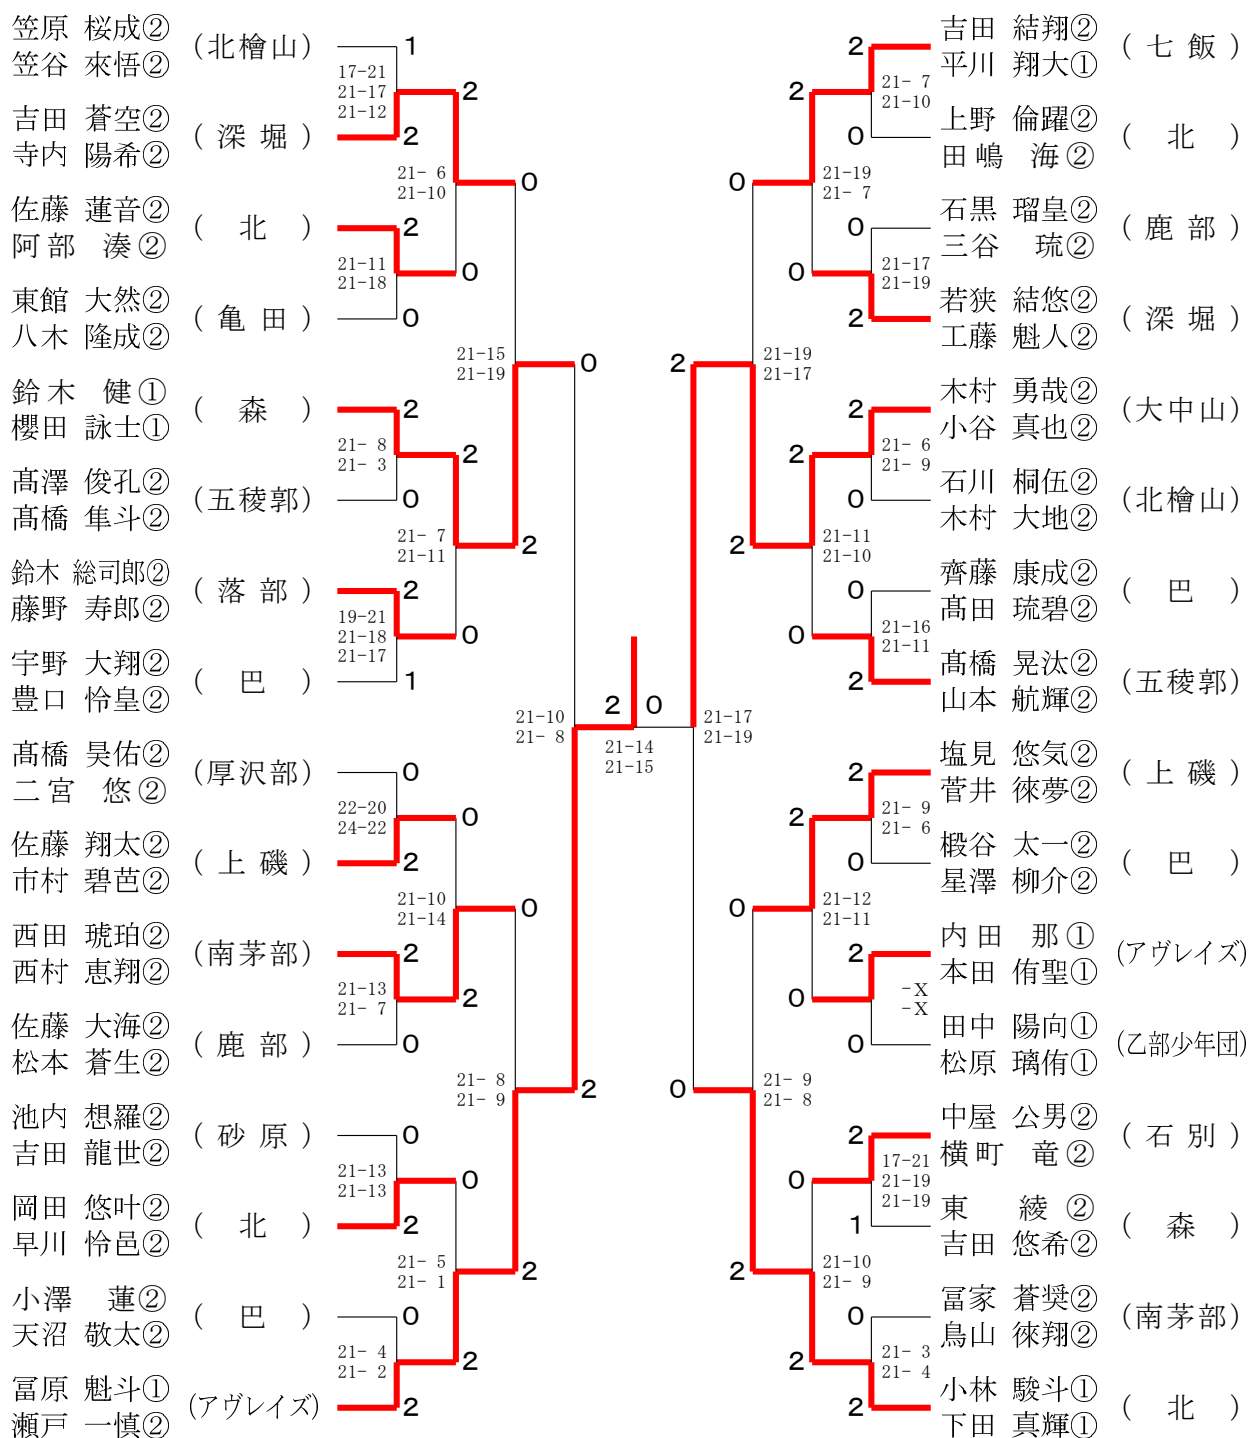 笠原 桜成②
笠谷 來悟②
(北檜山)
1
17-21
21-17
21-12
2
吉田 蒼空②
寺内 陽希②
(深堀)
2
21- 6
21-10
0
佐藤 蓮音②
阿部 湊②
(北)
2
21-11
21-18
0
東館 大然②
八木 隆成②
(亀田)
0
21-15
21-19
0
鈴木 健①
櫻田 詠士①
(森)
2
21- 8
21- 3
2
髙澤 俊孔②
髙橋 隼斗②
(五稜郭)
0
21- 7
21-11
2
鈴木 総司郎②
藤野 寿郎②
(落部)
2
19-21
21-18
21-17
0
宇野 大翔②
豊口 怜皇②
(巴)
1
21-10
21- 8
2
0
21-14
21-15
髙橋 昊佑②
二宮 悠②
(厚沢部)
0
22-20
24-22
0
佐藤 翔太②
市村 碧芭②
(上磯)
2
21-10
21-14
0
西田 琥珀②
西村 恵翔②
(南茅部)
2
21-13
21- 7
2
佐藤 大海②
松本 蒼生②
(鹿部)
0
21- 8
21- 9
2
池内 想羅②
吉田 龍世②
(砂原)
0
21-13
21-13
0
岡田 悠叶②
早川 怜邑②
(北)
2
21- 5
21- 1
2
小澤 蓮②
天沼 敬太②
(巴)
0
21- 4
21- 2
2
冨原 魁斗①
瀬戸 一慎②
(アヴレイズ)
2
吉田 結翔②
平川 翔大①
(七飯)
2
21- 7
21-10
2
上野 倫躍②
田嶋 海②
(北)
0
21-19
21- 7
0
石黒 瑠皇②
三谷 琉②
(鹿部)
0
21-17
21-19
0
若狭 結悠②
工藤 魁人②
(深堀)
2
21-19
21-17
2
木村 勇哉②
小谷 真也②
(大中山)
2
21- 6
21- 9
2
石川 桐伍②
木村 大地②
(北檜山)
0
21-11
21-10
2
齊藤 康成②
髙田 琉碧②
(巴)
0
21-16
21-11
0
髙橋 晃汰②
山本 航輝②
(五稜郭)
2
21-17
21-19
塩見 悠気②
菅井 徠夢②
(上磯)
2
21- 9
21- 6
2
椴谷 太一②
星澤 柳介②
(巴)
0
21-12
21-11
0
内田 那①
本田 侑聖①
(アヴレイズ)
2
-X
-X
0
田中 陽向①
松原 璃侑①
(乙部少年団)
0
21- 9
21- 8
0
中屋 公男②
横町 竜②
(石別)
2
17-21
21-19
21-19
0
東 綾②
吉田 悠希②
(森)
1
21-10
21- 9
2
冨家 蒼奨②
鳥山 徠翔②
(南茅部)
0
21- 3
21- 4
2
小林 駿斗①
下田 真輝①
(北)
2